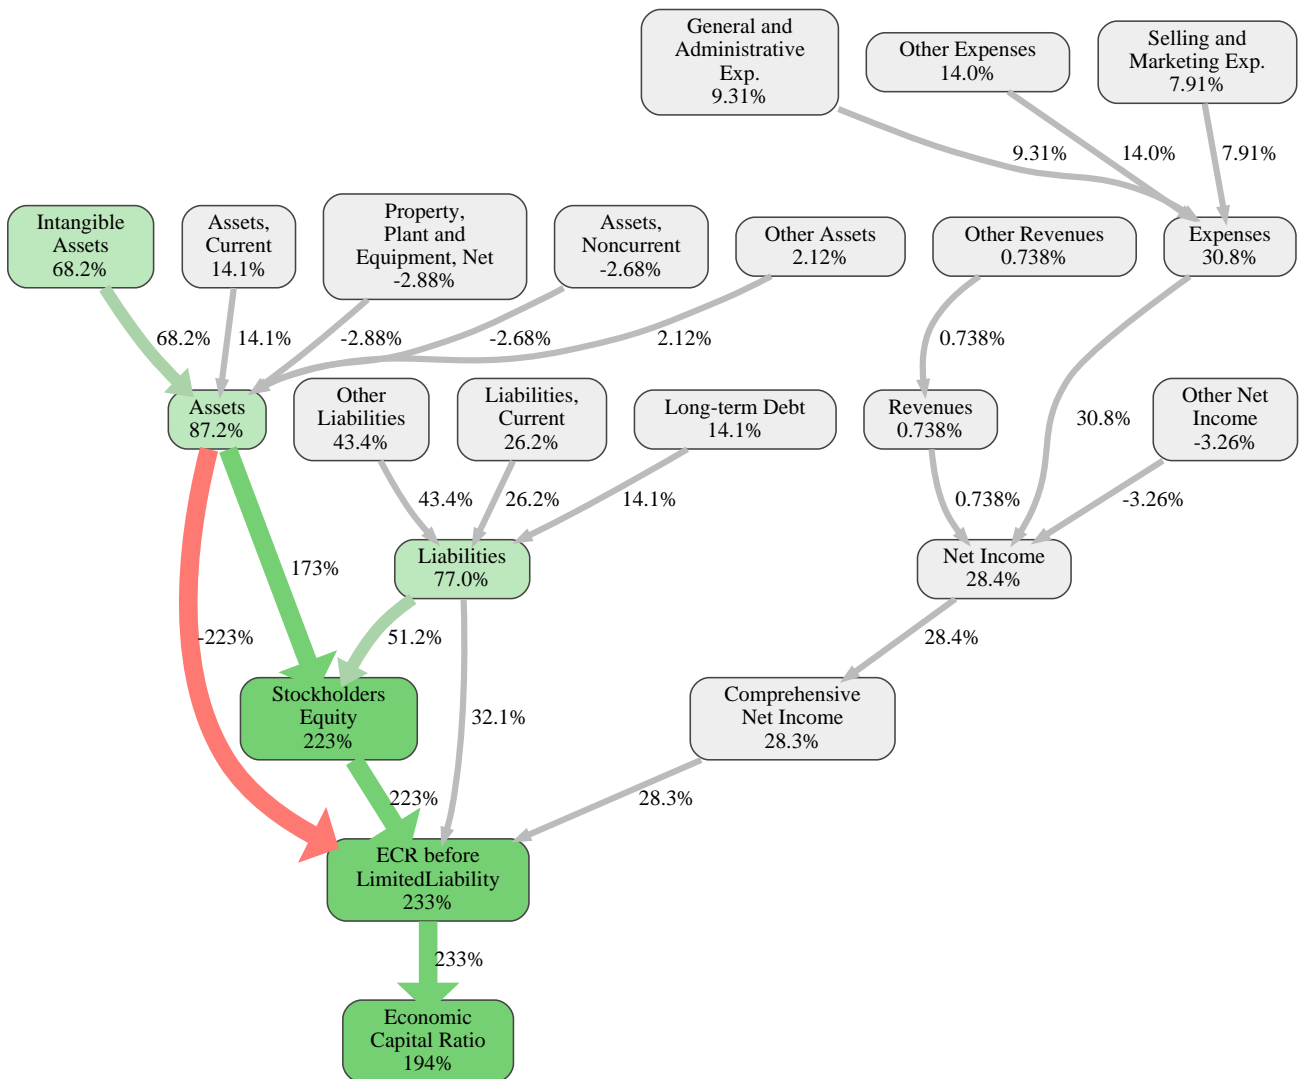 General and
Administrative
Exp.
9.31%
Other Expenses
14.0%
Selling and
Marketing Exp.
7.91%
9.31%
14.0%
7.91%
Intangible
Assets
68.2%
Assets,
Current
14.1%
Property,
Plant and
Equipment, Net
-2.88%
Assets,
Noncurrent
-2.68%
Other Assets
2.12%
Other Revenues
0.738%
Expenses
30.8%
68.2%
14.1%
-2.88%
-2.68%
2.12%
0.738%
30.8%
Assets
87.2%
Other
Liabilities
43.4%
Liabilities,
Current
26.2%
Long-term Debt
14.1%
Revenues
0.738%
Other Net
Income
-3.26%
43.4%
26.2%
14.1%
0.738%
-3.26%
173%
-223%
Liabilities
77.0%
Net Income
28.4%
51.2%
32.1%
28.4%
Stockholders
Equity
223%
Comprehensive
Net Income
28.3%
223%
28.3%
ECR before
LimitedLiability
233%
233%
Economic
Capital Ratio
194%